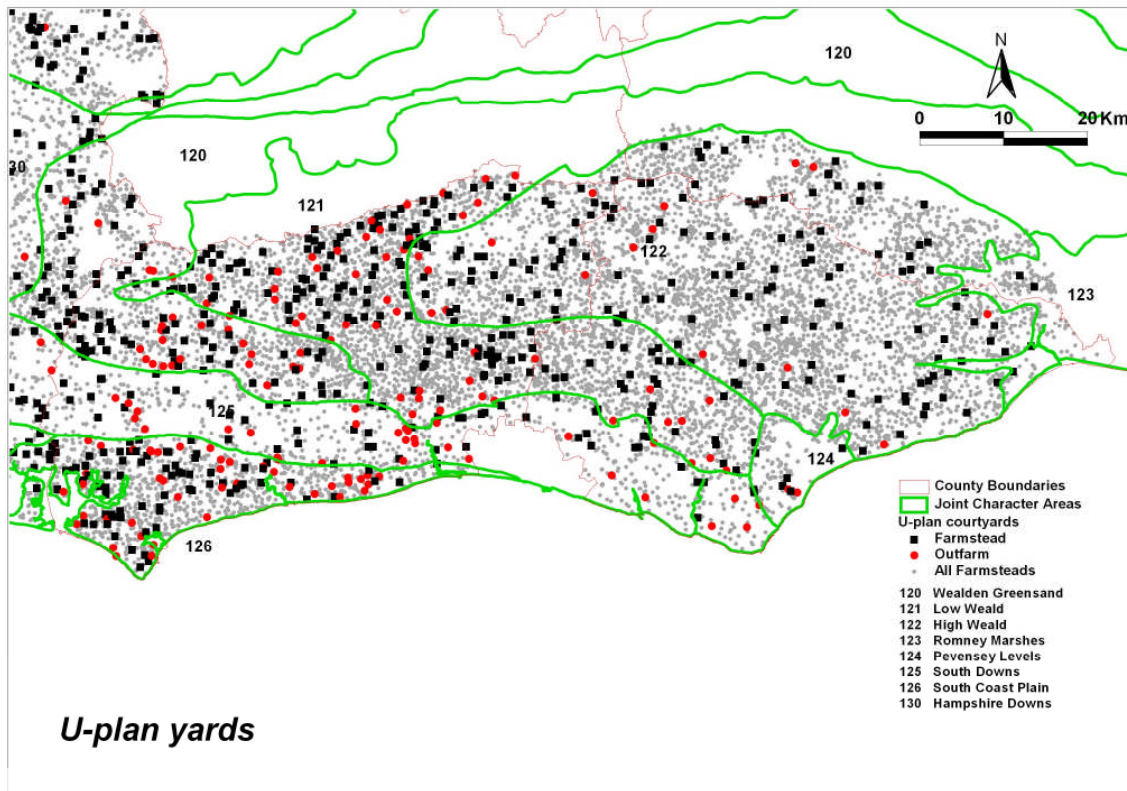 120
N
0 10 20 Km
120
30
121
122
123
125
124
126
County Boundaries
Joint Character Areas
U-plan courtyards
Farmstead
Outfarm
All Farmsteads
120 Wealden Greensand
121 Low Weald
122 High Weald
123 Romney Marshes
124 Pevensey Levels
125 South Downs
126 South Coast Plain
130 Hampshire Downs
U-plan yards